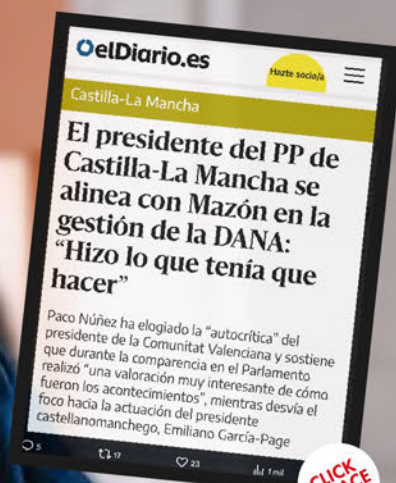 elDiario.es
Hazte socio/a
Castilla-La Mancha
El presidente del PP de
Castilla-La Mancha se
alinea con Mazón en la
gestión de la DANA:
“Hizo lo que tenía que
hacer”
Paco Núñez ha elogiado la “autocrítica” del
presidente de la Comunitat Valenciana y sostiene
que durante la comparencia en el Parlamento
realizó “una valoración muy interesante de cómo
fueron los acontecimientos”, mientras desvía el
foco hacia la actuación del presidente
castellanomanchego, Emiliano García-Page
5 17 23 1 mil
CLICK